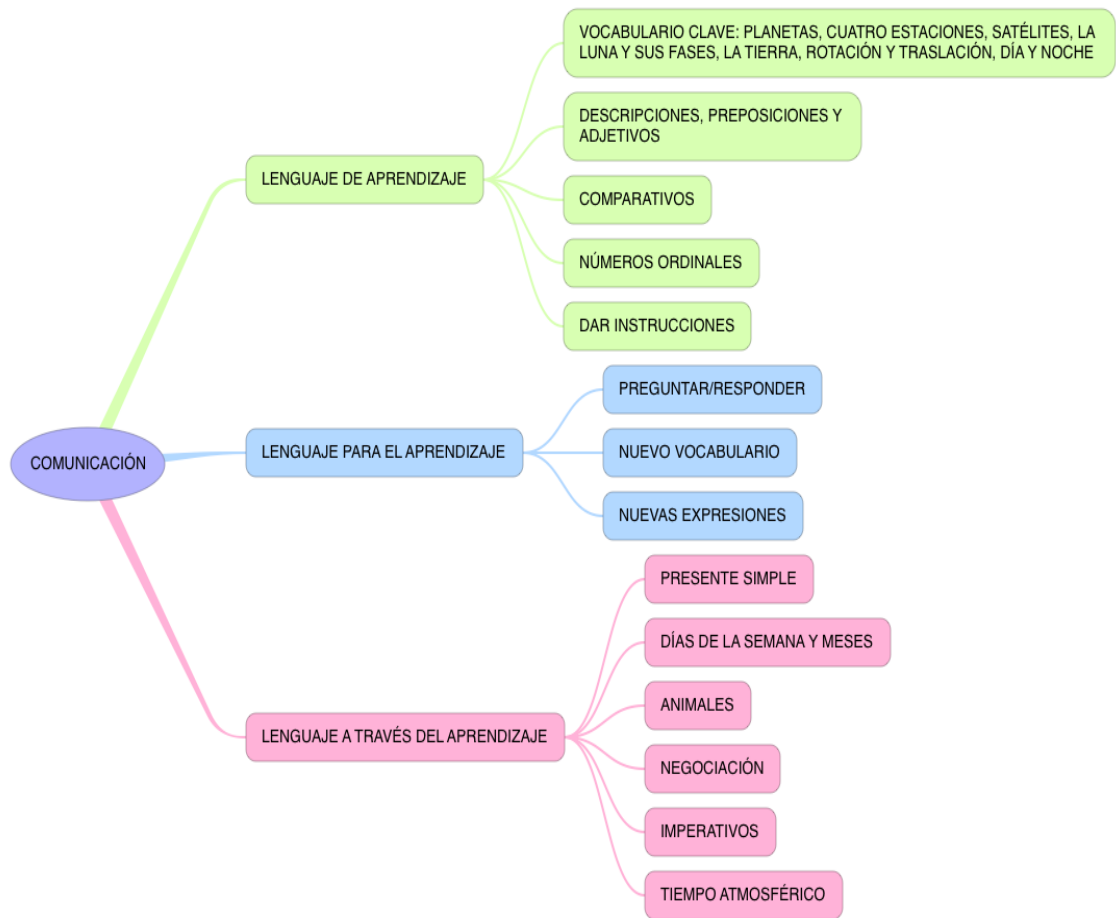 COMUNICACIÓN
LENGUAJE DE APRENDIZAJE
VOCABULARIO CLAVE: PLANETAS, CUATRO ESTACIONES, SATÉLITES, LA
LUNA Y SUS FASES, LA TIERRA, ROTACIÓN Y TRASLACIÓN, DÍA Y NOCHE
DESCRIPCIONES, PREPOSICIONES Y
ADJETIVOS
COMPARATIVOS
NÚMEROS ORDINALES
DAR INSTRUCCIONES
LENGUAJE PARA EL APRENDIZAJE
PREGUNTAR/RESPONDER
NUEVO VOCABULARIO
NUEVAS EXPRESIONES
LENGUAJE A TRAVÉS DEL APRENDIZAJE
PRESENTE SIMPLE
DÍAS DE LA SEMANA Y MESES
ANIMALES
NEGOCIACIÓN
IMPERATIVOS
TIEMPO ATMOSFÉRICO